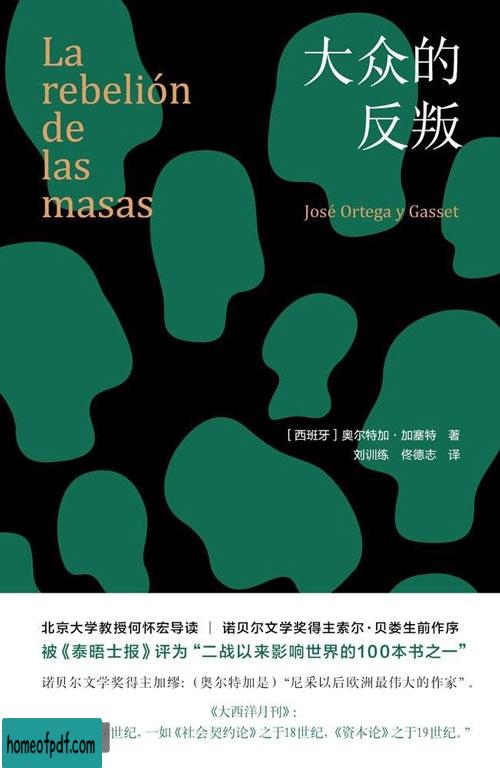 La
rebelión
de
las
masas
大众的
反叛
José Ortega y Gasset
[西班牙]奥尔特加·加塞特 著
刘训练 佟德志 译
北京大学教授何怀宏导读 | 诺贝尔文学奖得主索尔·贝娄生前作序
被《泰晤士报》评为“二战以来影响世界的100本书之一”
诺贝尔文学奖得主加缪：（奥尔特加是）“尼采以后欧洲最伟大的作家”。
《大西洋月刊》：
0世纪，一如《社会契约论》之于18世纪，《资本论》之于19世纪。”
homeofpdf.com